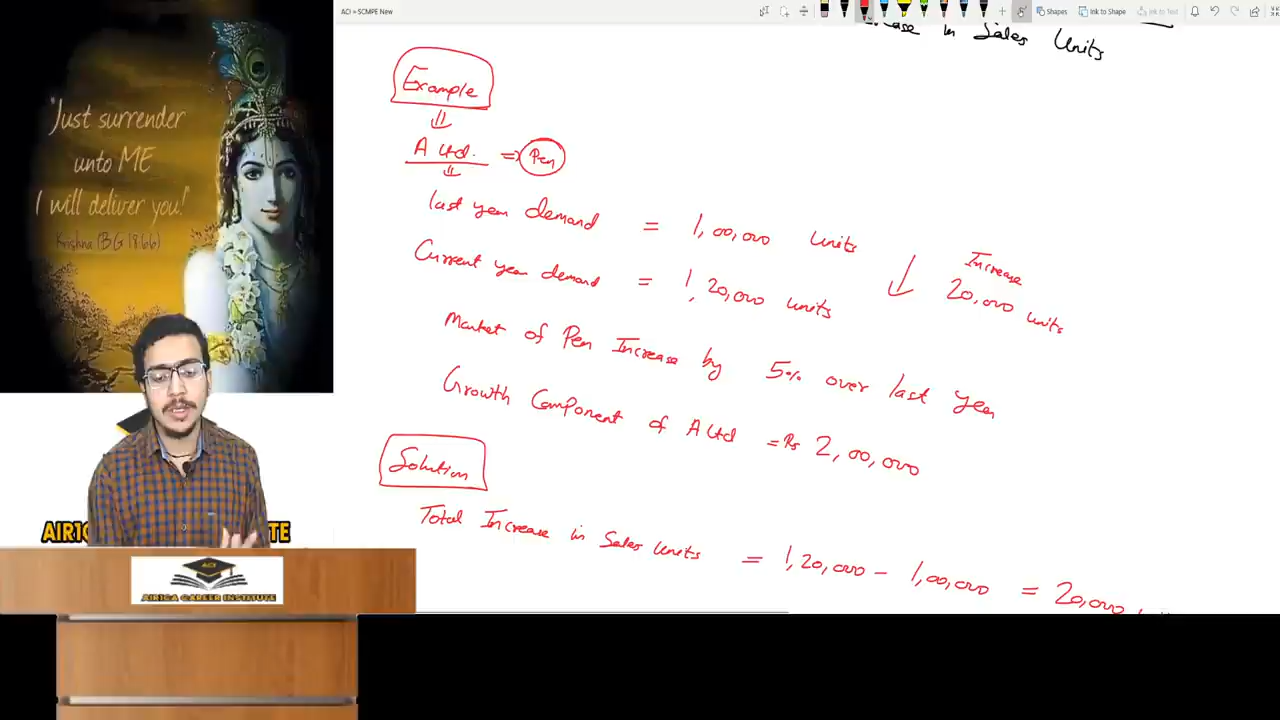 ACI » SCMPE New
Shapes
Ink to Shape
Ink to Text
in Sales Units
Example
A Ltd. ⇒ Pen
last year demand = 1,00,000 units
Current year demand = 1,20,000 units
Increase
20,000 units
Market of Pen Increase by 5% over last year
Growth Component of A Ltd = Rs 2,00,000
Solution
Total Increase in Sales Units = 1,20,000 - 1,00,000 = 20,000
"Just surrender
unto ME
I will deliver you!"
Krishna (BG 18.66)
ACI
AIR1CA CAREER INSTITUTE